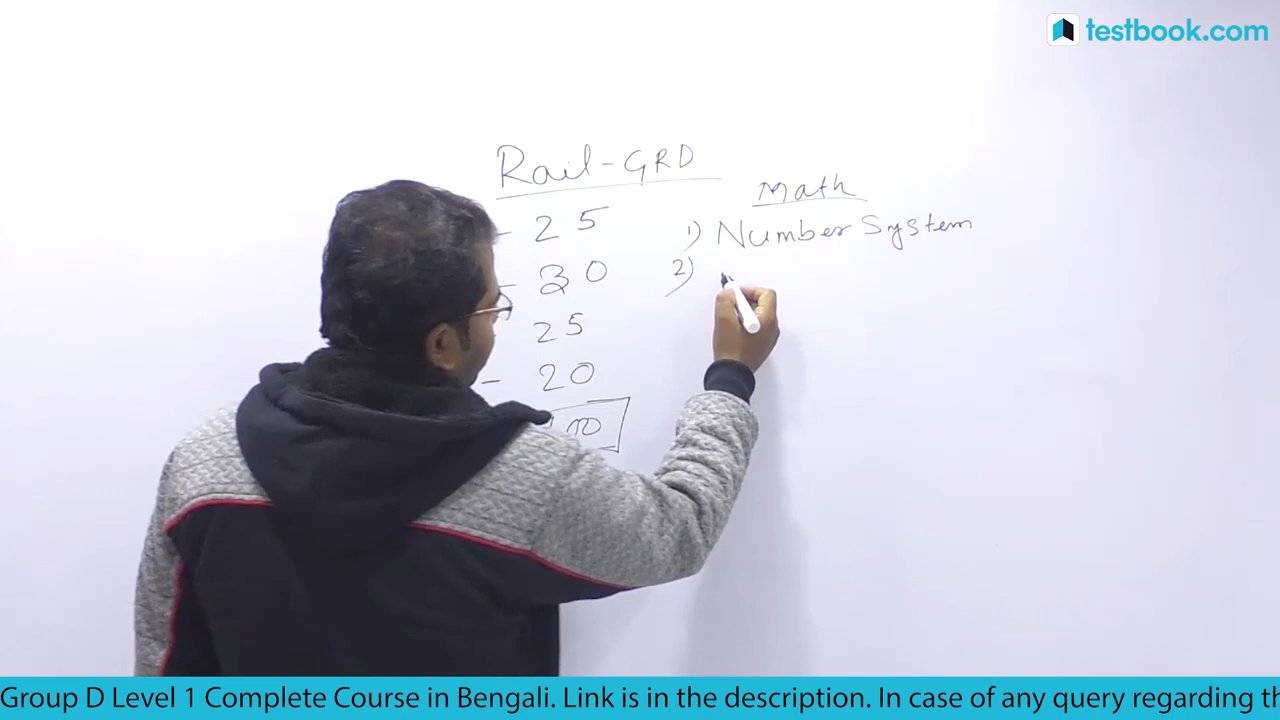 testbook.com
Rail-GRD
- 25
- 30
25
- 20
Math
1) Number System
2)
Group D Level 1 Complete Course in Bengali. Link is in the description. In case of any query regarding th